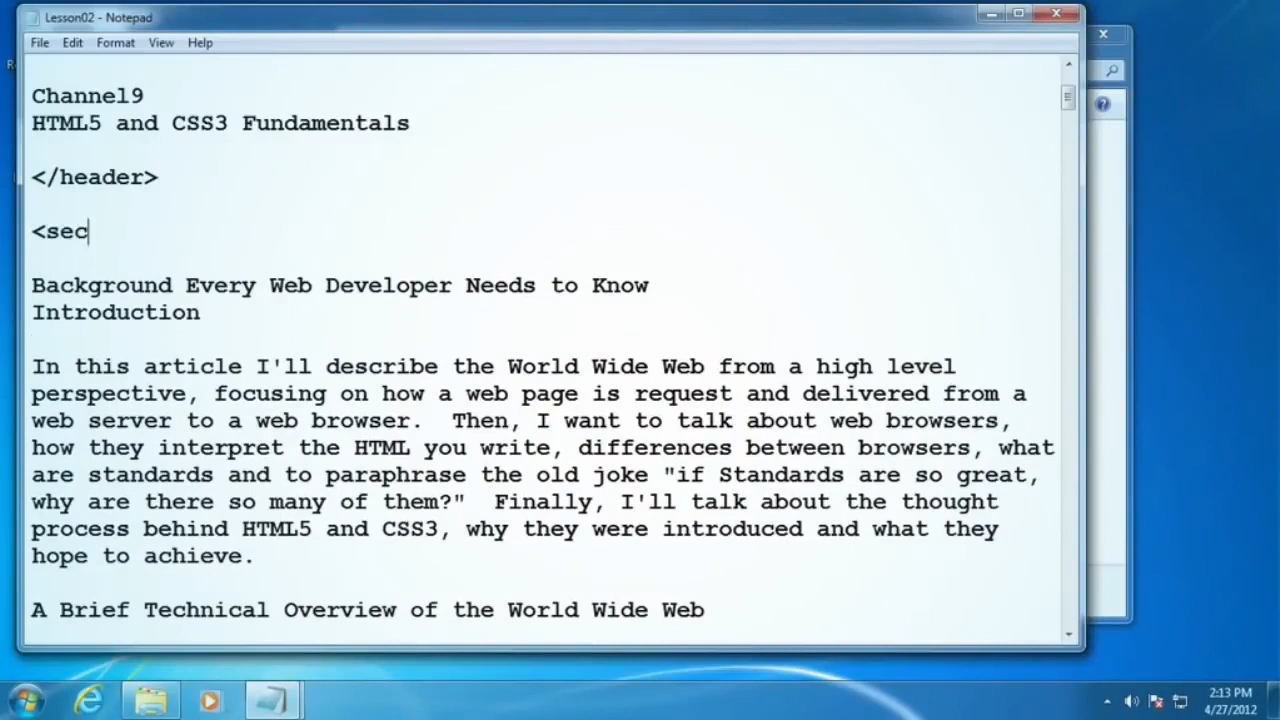 Lesson02 - Notepad
File Edit Format View Help
Channel9
HTML5 and CSS3 Fundamentals
</header>
<sec
Background Every Web Developer Needs to Know
Introduction
In this article I'll describe the World Wide Web from a high level
perspective, focusing on how a web page is request and delivered from a
web server to a web browser.  Then, I want to talk about web browsers,
how they interpret the HTML you write, differences between browsers, what
are standards and to paraphrase the old joke "if Standards are so great,
why are there so many of them?"  Finally, I'll talk about the thought
process behind HTML5 and CSS3, why they were introduced and what they
hope to achieve.
A Brief Technical Overview of the World Wide Web
2:13 PM
4/27/2012